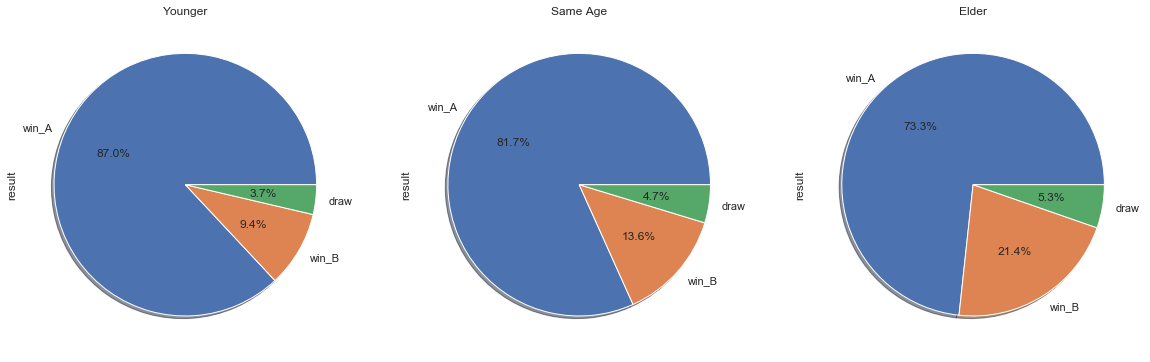 Younger
Same Age
Elder
result
win_A
87.0%
3.7%
draw
9.4%
win_B
result
win_A
81.7%
4.7%
draw
13.6%
win_B
result
win_A
73.3%
5.3%
draw
21.4%
win_B